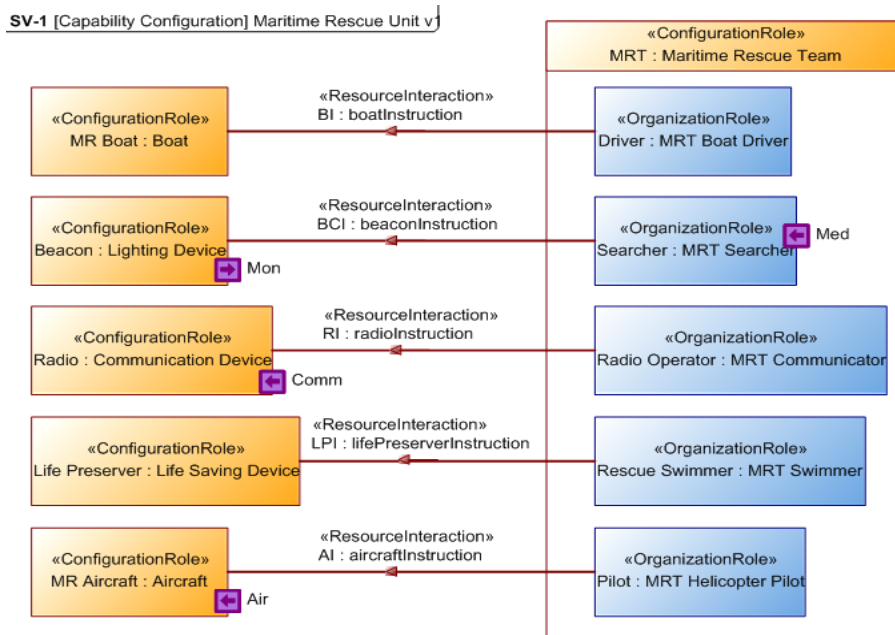 SV-1 [Capability Configuration] Maritime Rescue Unit v1
«ConfigurationRole»
MRT : Maritime Rescue Team
«ConfigurationRole»
MR Boat : Boat
«ResourceInteraction»
BI : boatInstruction
«OrganizationRole»
Driver : MRT Boat Driver
«ConfigurationRole»
Beacon : Lighting Device
Mon
«ResourceInteraction»
BCI : beaconInstruction
«OrganizationRole»
Searcher : MRT Searcher
Med
«ConfigurationRole»
Radio : Communication Device
Comm
«ResourceInteraction»
RI : radioInstruction
«OrganizationRole»
Radio Operator : MRT Communicator
«ConfigurationRole»
Life Preserver : Life Saving Device
«ResourceInteraction»
LPI : lifePreserverInstruction
«OrganizationRole»
Rescue Swimmer : MRT Swimmer
«ConfigurationRole»
MR Aircraft : Aircraft
Air
«ResourceInteraction»
AI : aircraftInstruction
«OrganizationRole»
Pilot : MRT Helicopter Pilot